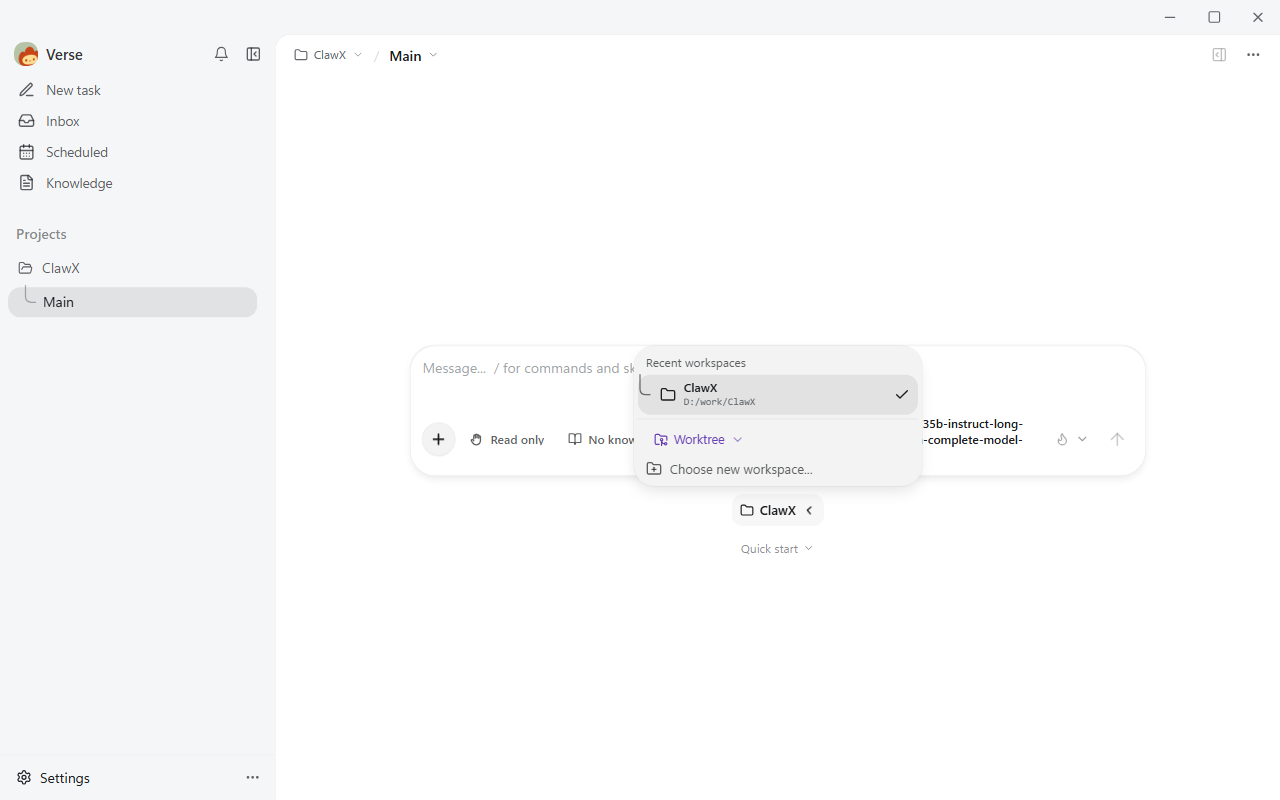 Verse
New task
Inbox
Scheduled
Knowledge
Projects
ClawX
Main
Settings
ClawX / Main
Message... / for commands and sk
Recent workspaces
ClawX
D:/work/ClawX
Worktree
Choose new workspace...
Read only
No know
35b-instruct-long-
-complete-model-
ClawX
Quick start